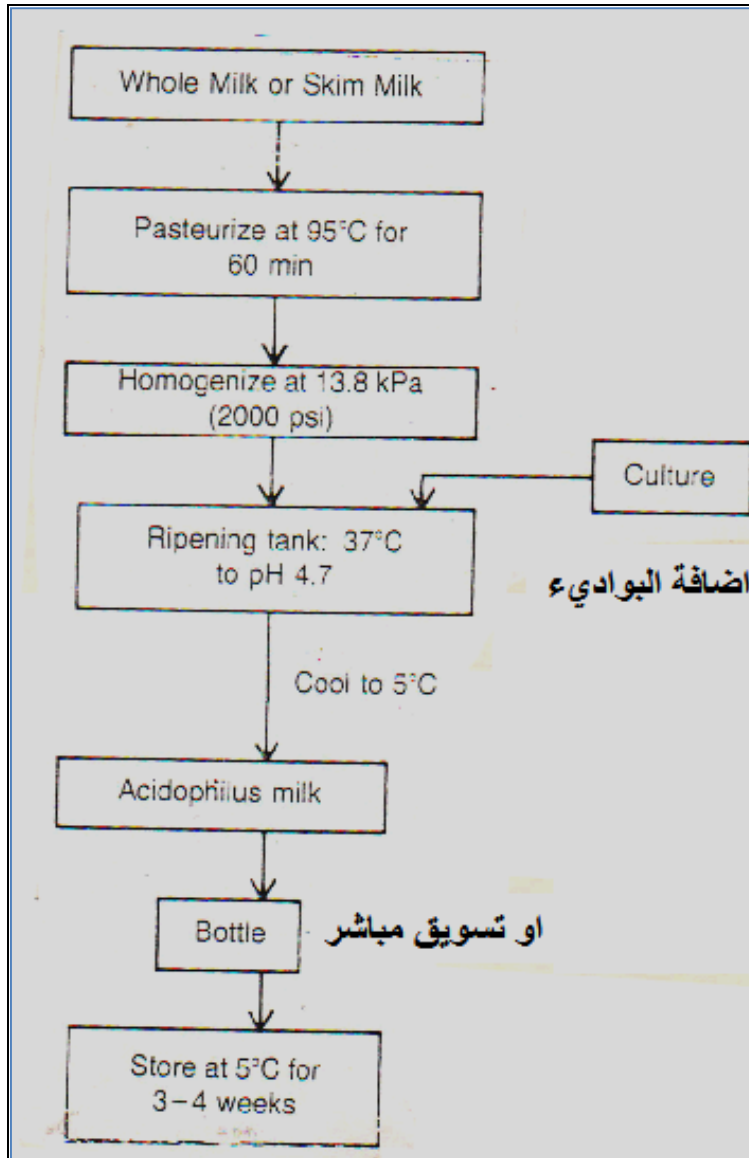 Whole Milk or Skim Milk
Pasteurize at 95°C for
60 min
Homogenize at 13.8 kPa
(2000 psi)
Culture
Ripening tank: 37°C
to pH 4.7
اضافة البواديء
Cool to 5°C
Acidophilus milk
Bottle
او تسويق مباشر
Store at 5°C for
3–4 weeks